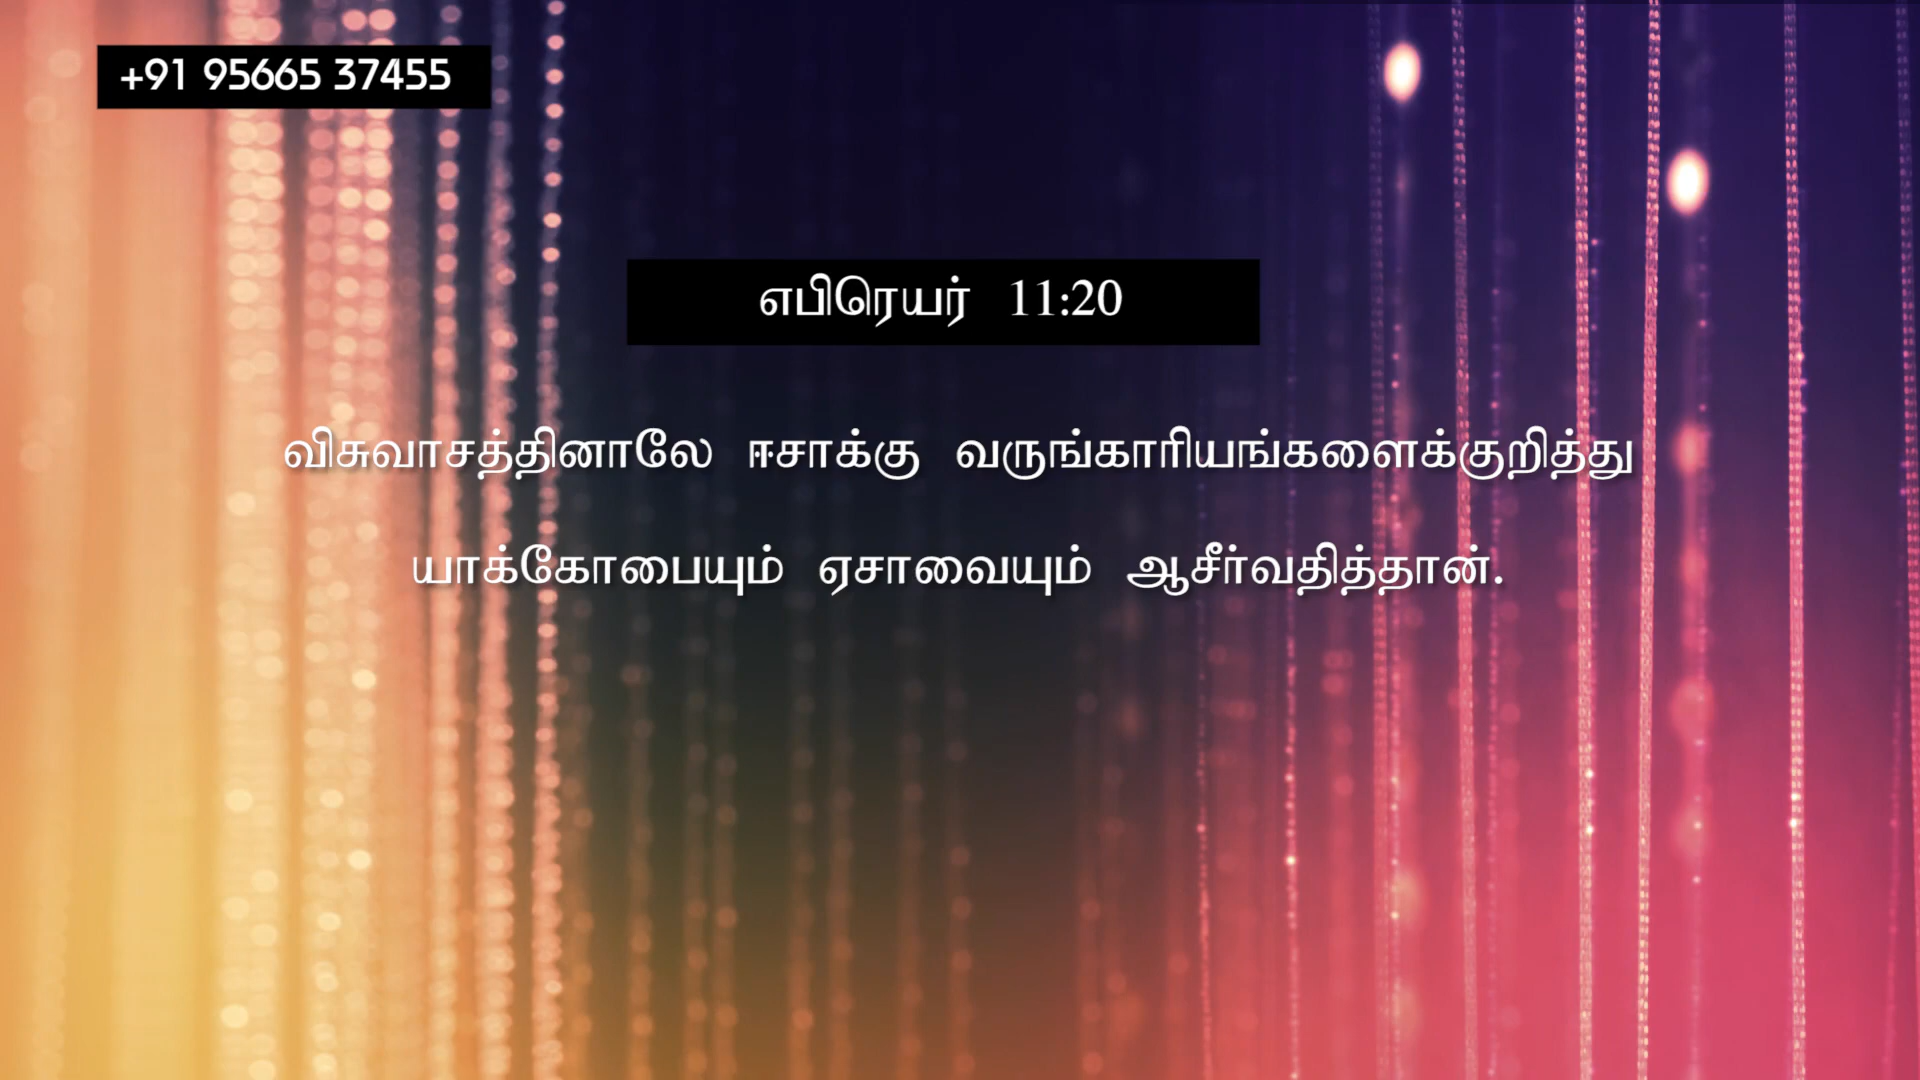 +91 95665 37455
எபிரெயர் 11:20
விசுவாசத்தினாலே ஈசாக்கு வருங்காரியங்களைக்குறித்து
யாக்கோபையும் ஏசாவையும் ஆசீர்வதித்தான்.